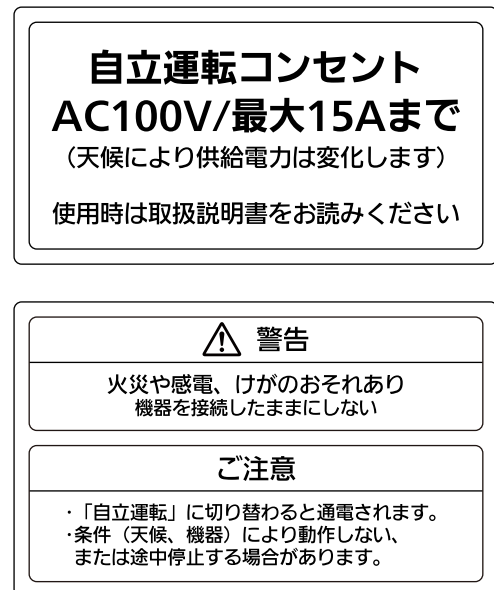 自立運転コンセント
AC100V/最大15Aまで
（天候により供給電力は変化します）
使用時は取扱説明書をお読みください
警告
火災や感電、けがのおそれあり
機器を接続したままにしない
ご注意
・「自立運転」に切り替わると通電されます。
・条件（天候、機器）により動作しない、
または途中停止する場合があります。